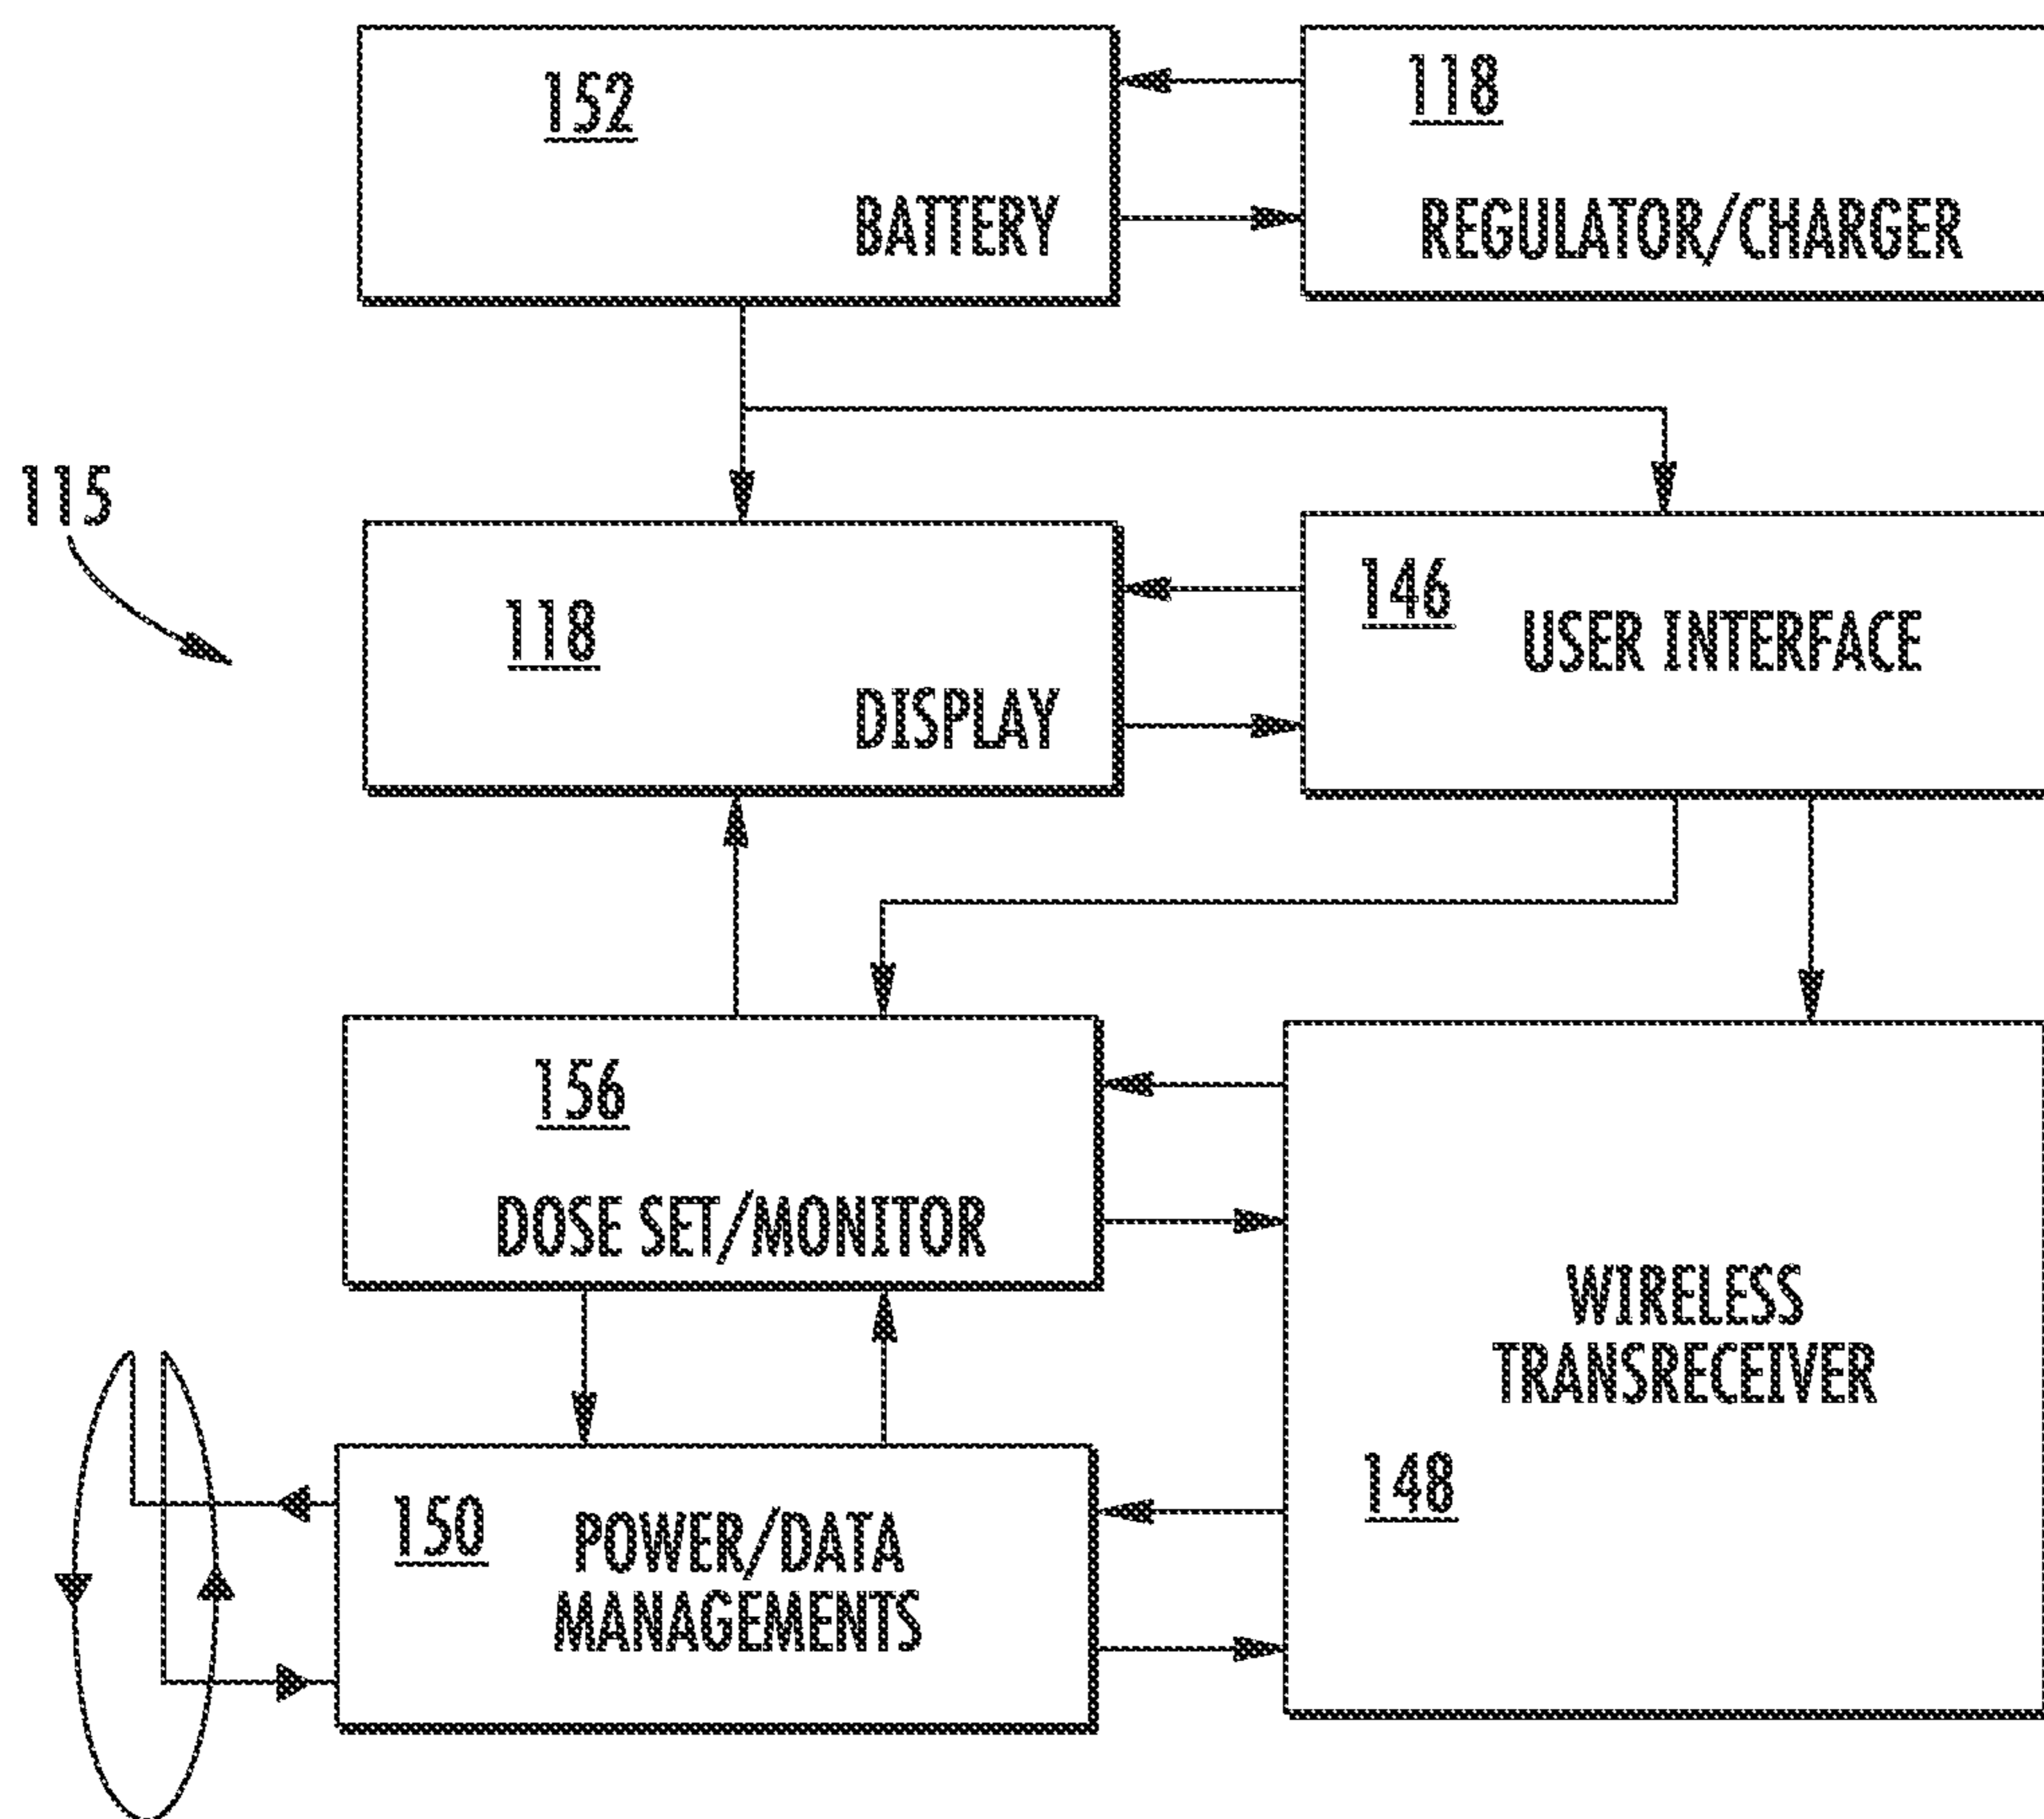 152
BATTERY
118
REGULATOR/CHARGER
115
118
DISPLAY
146
USER INTERFACE
156
DOSE SET/MONITOR
WIRELESS
TRANSRECEIVER
148
150
POWER/DATA
MANAGEMENTS